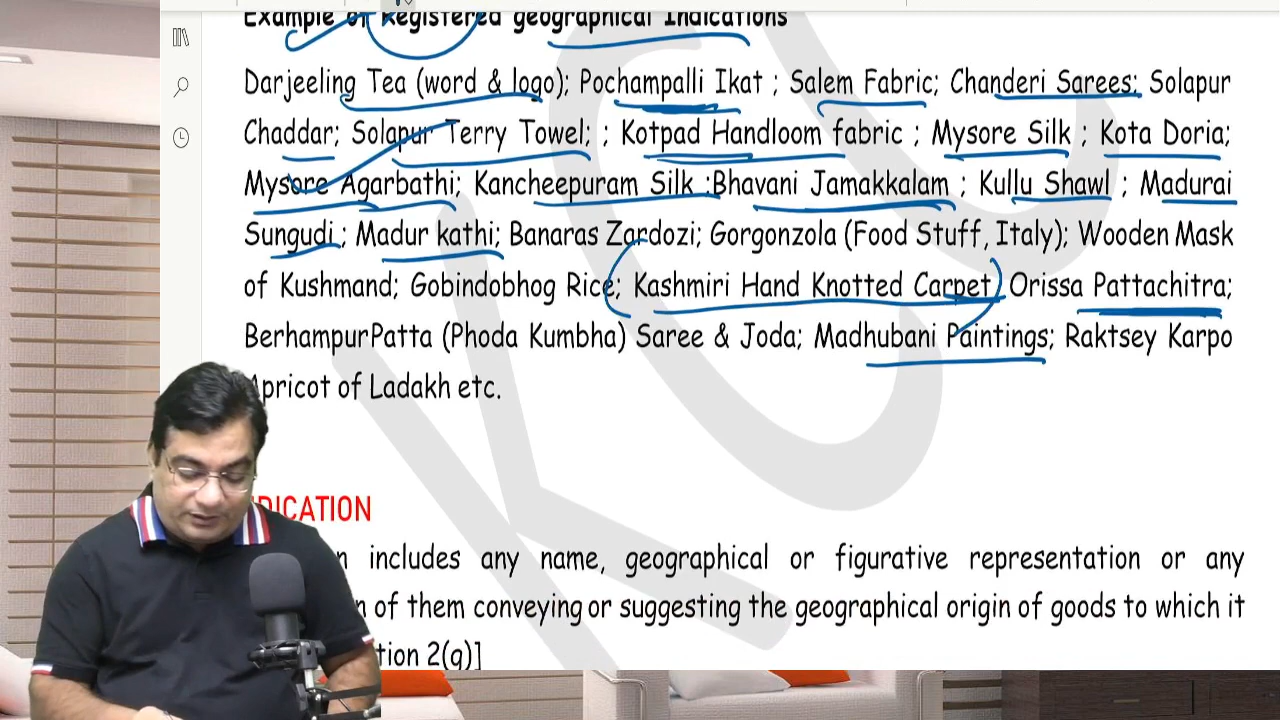 Example of Registered geographical Indications
Darjeeling Tea (word & logo); Pochampalli Ikat ; Salem Fabric; Chanderi Sarees; Solapur
Chaddar; Solapur Terry Towel; ; Kotpad Handloom fabric ; Mysore Silk ; Kota Doria;
Mysore Agarbathi; Kancheepuram Silk :Bhavani Jamakkalam ; Kullu Shawl ; Madurai
Sungudi ; Madur kathi; Banaras Zardozi; Gorgonzola (Food Stuff, Italy); Wooden Mask
of Kushmand; Gobindobhog Rice; Kashmiri Hand Knotted Carpet) Orissa Pattachitra;
BerhampurPatta (Phoda Kumbha) Saree & Joda; Madhubani Paintings; Raktsey Karpo
Apricot of Ladakh etc.
DICATION
n includes any name, geographical or figurative representation or any
n of them conveying or suggesting the geographical origin of goods to which it
tion 2(g)]